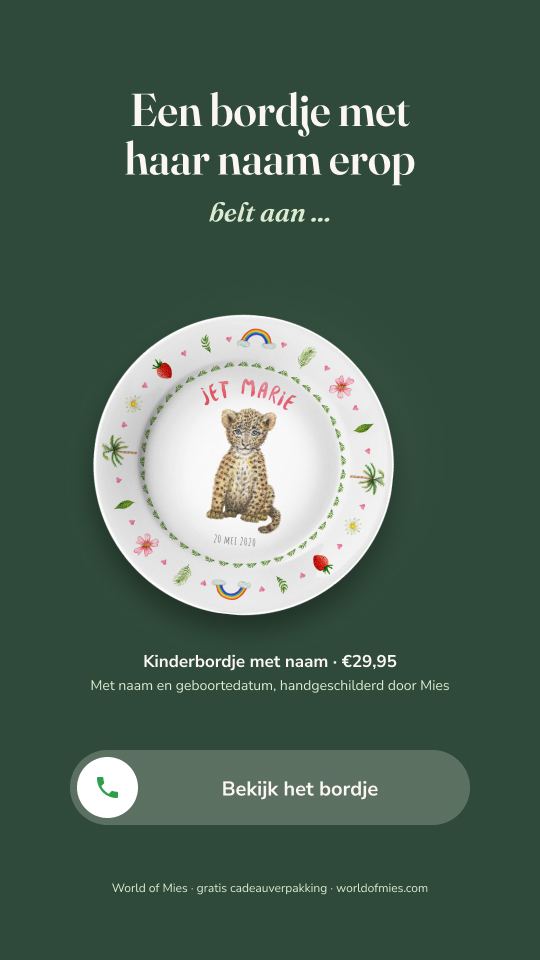 Een bordje met
haar naam erop
belt aan ...
JET MARIE
20 MEI 2020
Kinderbordje met naam · €29,95
Met naam en geboortedatum, handgeschilderd door Mies
Bekijk het bordje
World of Mies · gratis cadeauverpakking · worldofmies.com